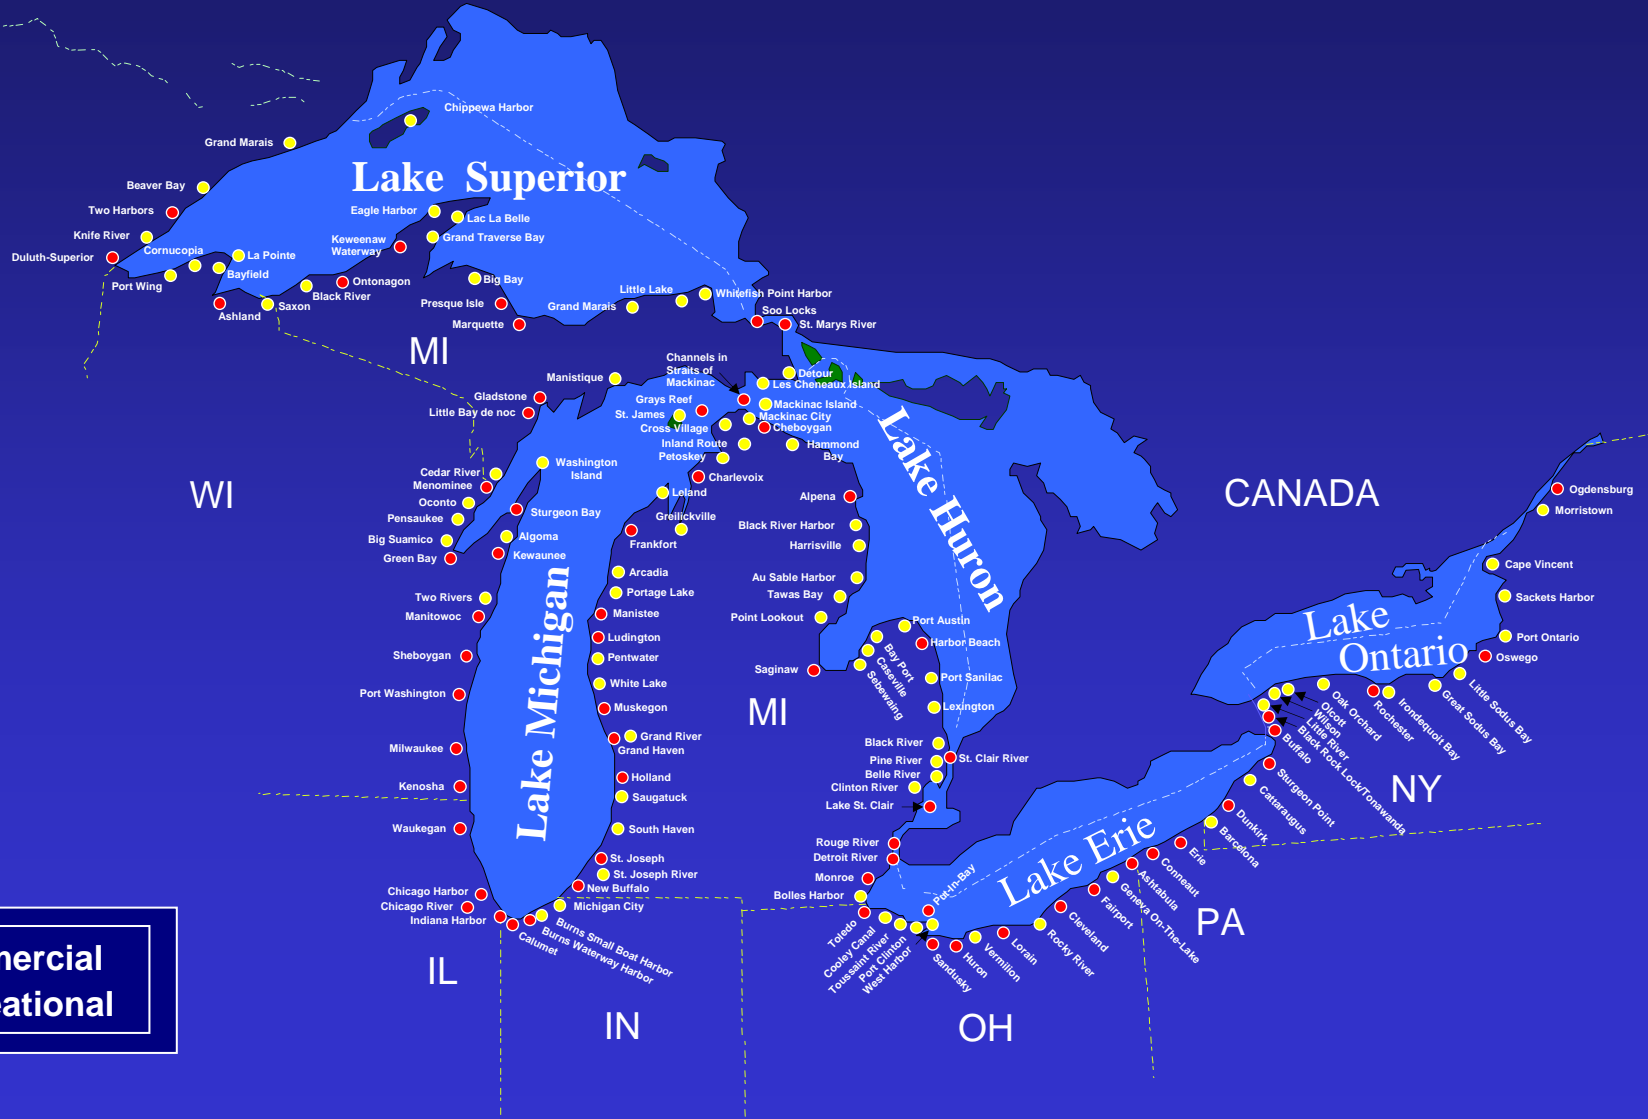 Chippewa Harbor
Grand Marais
Lake Superior
Beaver Bay
Two Harbors
Eagle Harbor
Lac La Belle
Knife River
Keweenaw
Waterway
Grand Traverse Bay
Cornucopia
Duluth-Superior
La Pointe
Bayfield
Port Wing
Ontonagon
Big Bay
Black River
Little Lake
Whitefish Point Harbor
Saxon
Ashland
Presque Isle
Grand Marais
Soo Locks
Marquette
St. Marys River
MI
Channels in
Straits of
Mackinac
Manistique
Detour
Les Cheneaux Island
Gladstone
Grays Reef
Mackinac Island
Little Bay de noc
St. James
Mackinac City
Cross Village
Cheboygan
Inland Route
Hammond
Bay
Petoskey
Washington
Island
Cedar River
Menominee
Charlevoix
WI
Leland
Alpena
Lake Huron
CANADA
Ogdensburg
Oconto
Sturgeon Bay
Greilickville
Morristown
Pensaukee
Black River Harbor
Big Suamico
Algoma
Frankfort
Harrisville
Green Bay
Kewaunee
Cape Vincent
Arcadia
Au Sable Harbor
Two Rivers
Portage Lake
Tawas Bay
Sackets Harbor
Manitowoc
Manistee
Point Lookout
Port Austin
Lake
Ontario
Lake Michigan
Ludington
Harbor Beach
Port Ontario
Sheboygan
Pentwater
Bay Port
Caseville
Sebewaing
Oswego
Saginaw
Port Sanilac
Port Washington
White Lake
Muskegon
MI
Lexington
Little Sodus Bay
Great Sodus Bay
Irondequoit Bay
Rochester
Oak Orchard
Olcott
Wilson
Little River
Black Rock Lock/Tonawanda
Buffalo
Milwaukee
Grand River
Grand Haven
Black River
St. Clair River
Pine River
Belle River
Sturgeon Point
NY
Kenosha
Holland
Clinton River
Cattaraugus
Saugatuck
Lake St. Clair
Dunkirk
Waukegan
South Haven
Barcelona
Rouge River
Lake Erie
Erie
St. Joseph
Detroit River
Conneaut
St. Joseph River
Monroe
Ashtabula
New Buffalo
Put-In-Bay
Geneva On-The-Lake
Chicago Harbor
Bolles Harbor
Fairport
PA
Chicago River
Michigan City
Cleveland
Indiana Harbor
Burns Small Boat Harbor
Toledo
Rocky River
Burns Waterway Harbor
Cooley Canal
Lorain
Calumet
Toussaint River
Vermilion
Port Clinton
Huron
West Harbor
Sandusky
IL
IN
OH
mercial
eational